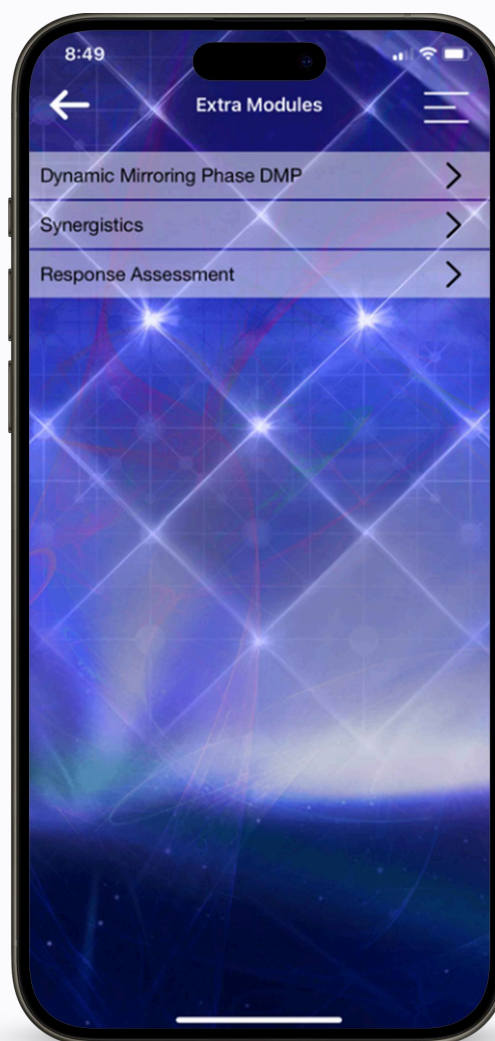 8:49
Extra Modules
Dynamic Mirroring Phase DMP
Synergistics
Response Assessment